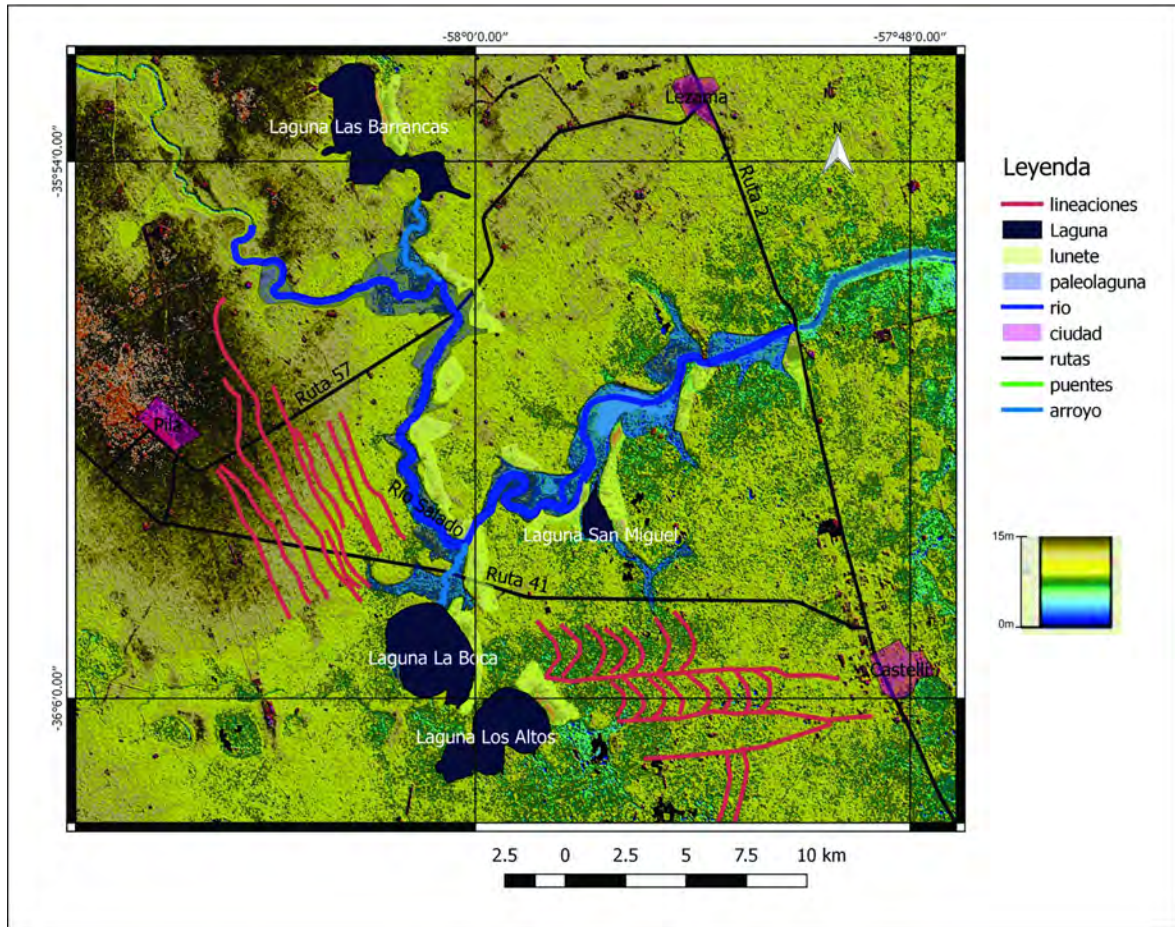 -58°0'0.00"
-57°48'0.00"
Lezama
Laguna Las Barrancas
N
-35°54'0.00"
Ruta 2
Leyenda
lineaciones
Laguna
lunete
paleolaguna
rio
ciudad
rutas
puentes
arroyo
Ruta 57
Pila
Río Salado
Laguna San Miguel
15m
0m
Ruta 41
Laguna La Boca
Castelli
-36°6'0.00"
Laguna Los Altos
2.5 0 2.5 5 7.5 10 km